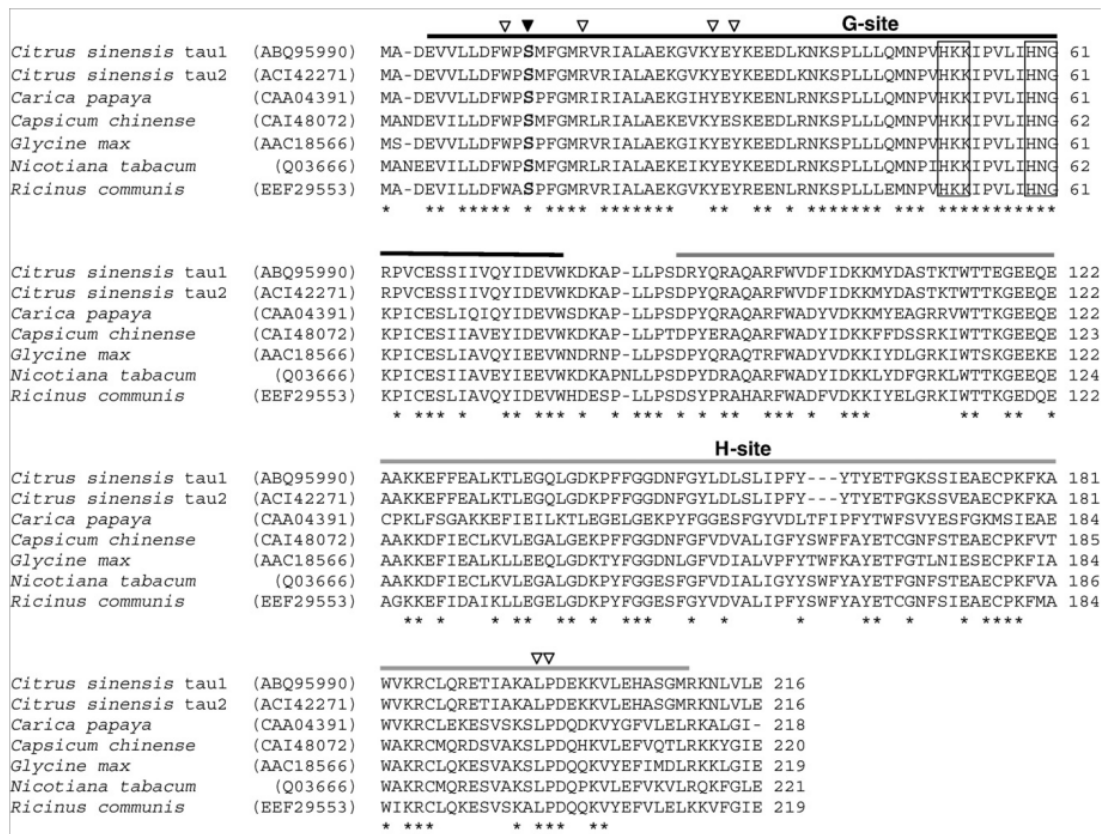 G-site
Citrus sinensis tau1 (ABQ95990) MA-DEVVLLDFWPSMFGMRVRIALAEKGVKYEYKEEDLKNKSPLLLQMNPVHKKIPVLIHNG 61
Citrus sinensis tau2 (ACI42271) MA-DEVVLLDFWPSMFGMRVRIALAEKGVKYEYKEEDLKNKSPLLLQMNPVHKKIPVLIHNG 61
Carica papaya (CAA04391) MA-DEVVLLDFWPSPFGMRIRIALAEKGIHYEYKEENLRNKSPLLLQMNPVHKKIPVLIHNG 61
Capsicum chinense (CAI48072) MANDEVVLLDFWPSMFGMRLRIALAEKEIKYESKEEDLRNKSPLLLQMNPVHKKIPVLIHNG 62
Glycine max (AAC18566) MS-DEVVLLDFWPSPFGMRVRIALAEKGIKYEYKEEDLRNKSPLLLQMNPVHKKIPVLIHNG 61
Nicotiana tabacum (Q03666) MANEEVILLDFWPSMFGMRLRIALAEKEIKYEYKEEDLRNKSPLLLQMNPIHKKIPVLIHNG 62
Ricinus communis (EEF29553) MA-DEVILLDFWASPFGMRVRIALAEKGVKYEYREENLRNKSPLLLEMNPVHKKIPVLIHNG 61
* ** ***** * **** ******* ** ** * ******* *** ***********
Citrus sinensis tau1 (ABQ95990) RPVCESSIIVQYIDEVWKDKAP-LLPSDRYQRAQARFWVDFIDKKMYDASTKTWTTEGEEQE 122
Citrus sinensis tau2 (ACI42271) RPVCESSIIVQYIDEVWKDKAP-LLPSDPYQRAQARFWVDFIDKKMYDASTKTWTTKGEEQE 122
Carica papaya (CAA04391) KPICESLIQIQYIDEVWSDKAP-LLPSDPYQRAQARFWADYVDKKMYEAGRRVWTTKGEEQE 122
Capsicum chinense (CAI48072) KPICESSIIAVEYIDEVWKDKAP-LLPTDPYERAQARFWADYIDKKFFDSSRKIWTTKGEEQE 123
Glycine max (AAC18566) KPICESLIAVQYIEEVWNDRNP-LLPSDPYQRAQTRFWADYVDKKIYDLGRKIWTSKGEEKE 122
Nicotiana tabacum (Q03666) KPICESLIAVEYIEEVWKDKAPNLLPSDPYDRAQARFWADYIDKKLYDFGRKLWTTKGEEQE 124
Ricinus communis (EEF29553) KPICESLIAVQYIDEVWHDESP-LLPSDSYPRAHARFWADFVDKKIYELGRKIWTTKGEDQE 122
* *** * ** *** * * *** * * ** *** * *** ** ** *
H-site
Citrus sinensis tau1 (ABQ95990) AAKKEFFEALKTLEGQLGDKPFFGGDNFGYLDLSLIPFY---YTYETFGKSSIEAECPKFKA 181
Citrus sinensis tau2 (ACI42271) AAKKEFFEALKTLEGQLGDKPFFGGDNFGYLDLSLIPFY---YTYETFGKSSVEAECPKFKA 181
Carica papaya (CAA04391) CPKLFSGAKKEFIEILKTLEGELGEKPYFGGESFGYVDLTFIPFYTWFSVYESFGKMSIEAE 184
Capsicum chinense (CAI48072) AAKKDFIECLKVLEGALGEKPFFGGDNFGFVDVALIGFYSWFFAYETCGNFSTEAECPKFVT 185
Glycine max (AAC18566) AAKKEFIEALKLLEEQLGDKTYFGGDNLGFVDIALVPFYTWFKAYETFGTLNIESECPKFIA 184
Nicotiana tabacum (Q03666) AAKKDFIECLKVLEGALGDKPYFGGESFGFVDIALIGYYSWFYAYETFGNFSTEAECPKFVA 186
Ricinus communis (EEF29553) AGKKEFIDAIKLLEGELGDKPYFGGESFGYVDVALIPFYSWFYAYETCGNFSIEAECPKFMA 184
** * * ** ** * *** * * * ** * * ****
Citrus sinensis tau1 (ABQ95990) WVKRCLQRETIAKALPDEKKVLEHASGMRKNLVLE 216
Citrus sinensis tau2 (ACI42271) WVKRCLQRETIAKALPDEKKVLEHASGMRKNLVLE 216
Carica papaya (CAA04391) WVKRCLEKESVSKSLPDQDKVYGFVLELRKALGI- 218
Capsicum chinense (CAI48072) WAKRCMQRDSVAKSLPDQHKVLEFVQTLRKKYGIE 220
Glycine max (AAC18566) WAKRCLQKESVAKSLPDQQKVYEFIMDLRKKLGIE 219
Nicotiana tabacum (Q03666) WAKRCMQRESVAKSLPDQPKVLEFVKVLRQKFGLE 221
Ricinus communis (EEF29553) WIKRCLQKESVSKALPDQQKVYEFVLELKKVFGIE 219
* *** * *** **